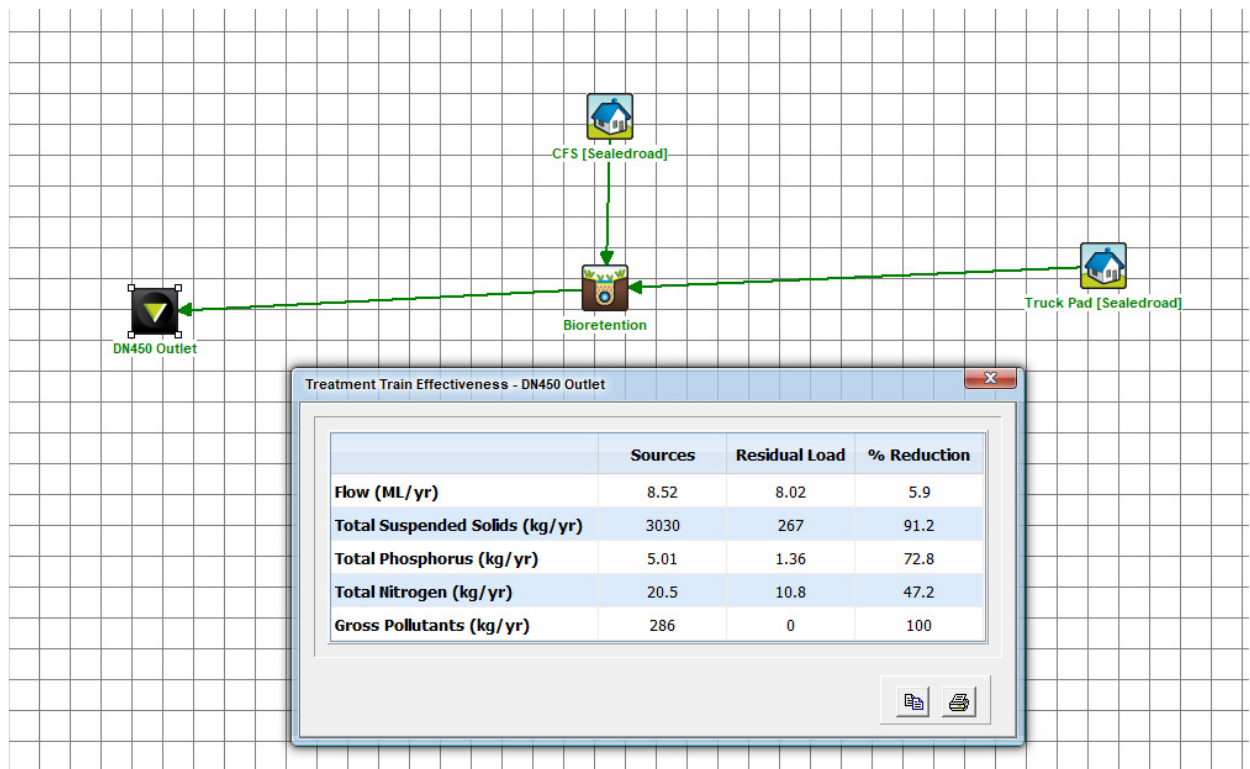 CFS [Sealedroad]
Truck Pad [Sealedroad]
Bioretention
DN450 Outlet
Treatment Train Effectiveness - DN450 Outlet
Sources Residual Load % Reduction
Flow (ML/yr) 8.52 8.02 5.9
Total Suspended Solids (kg/yr) 3030 267 91.2
Total Phosphorus (kg/yr) 5.01 1.36 72.8
Total Nitrogen (kg/yr) 20.5 10.8 47.2
Gross Pollutants (kg/yr) 286 0 100